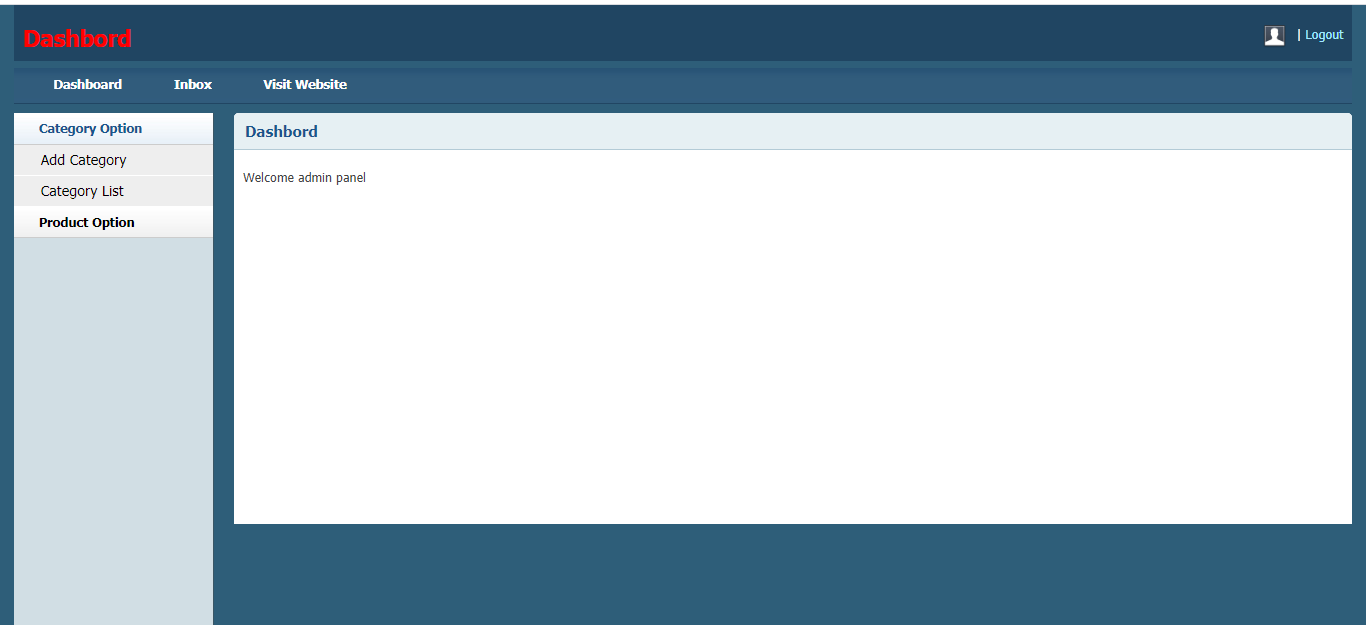 Dashbord
| Logout
Dashboard Inbox Visit Website
Category Option
Add Category
Category List
Product Option
Dashbord
Welcome admin panel